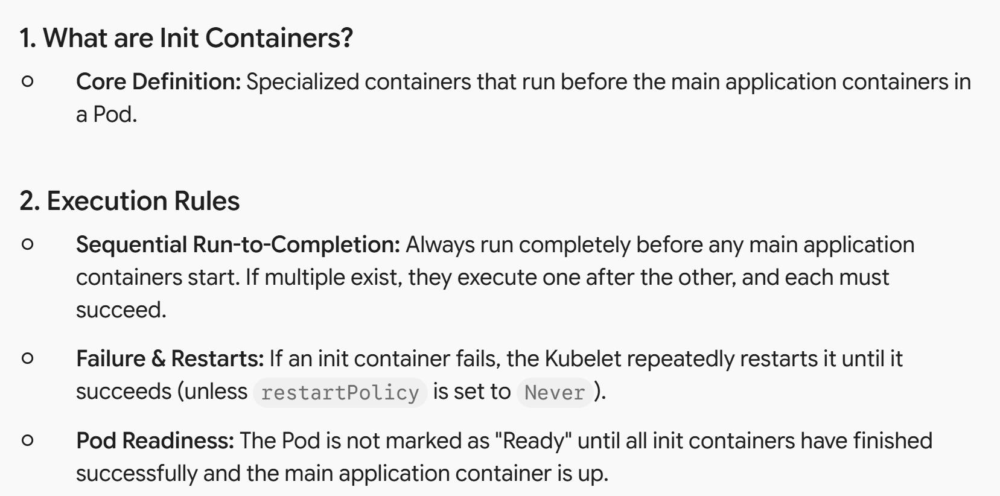 1. What are Init Containers?
Core Definition: Specialized containers that run before the main application containers in
a Pod.
2. Execution Rules
Sequential Run-to-Completion: Always run completely before any main application
containers start. If multiple exist, they execute one after the other, and each must
succeed.
Failure & Restarts: If an init container fails, the Kubelet repeatedly restarts it until it
succeeds (unless restartPolicy is set to Never).
Pod Readiness: The Pod is not marked as "Ready" until all init containers have finished
successfully and the main application container is up.